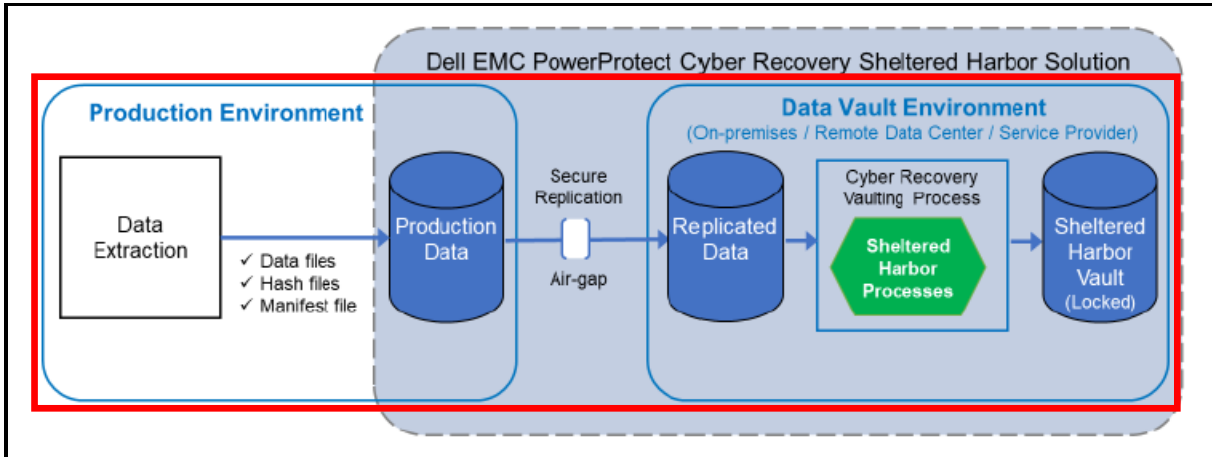 Dell EMC PowerProtect Cyber Recovery Sheltered Harbor Solution
Production Environment
Data Vault Environment
(On-premises / Remote Data Center / Service Provider)
Data
Extraction
✓ Data files
✓ Hash files
✓ Manifest file
Production
Data
Secure
Replication
Air-gap
Replicated
Data
Cyber Recovery
Vaulting Process
Sheltered
Harbor
Processes
Sheltered
Harbor
Vault
(Locked)